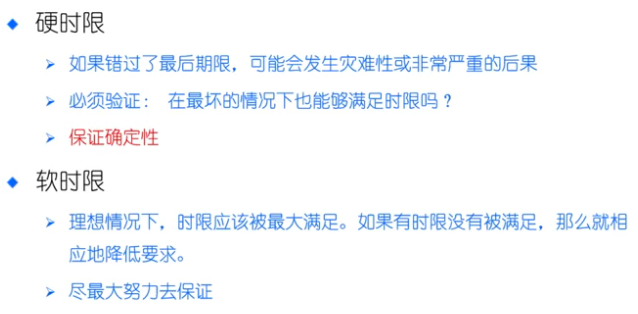 硬时限
如果错过了最后期限，可能会发生灾难性或非常严重的后果
必须验证： 在最坏的情况下也能够满足时限吗？
保证确定性
软时限
理想情况下，时限应该被最大满足。如果有时限没有被满足，那么就相
应地降低要求。
尽最大努力去保证